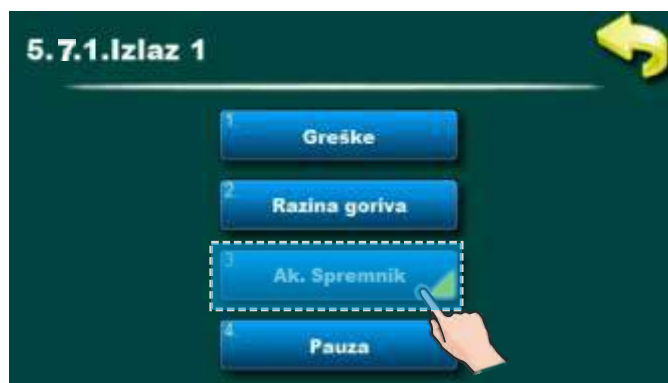 5.7.1.Izlaz 1
1
Greške
2
Razina goriva
3
Ak. Spremnik
4
Pauza